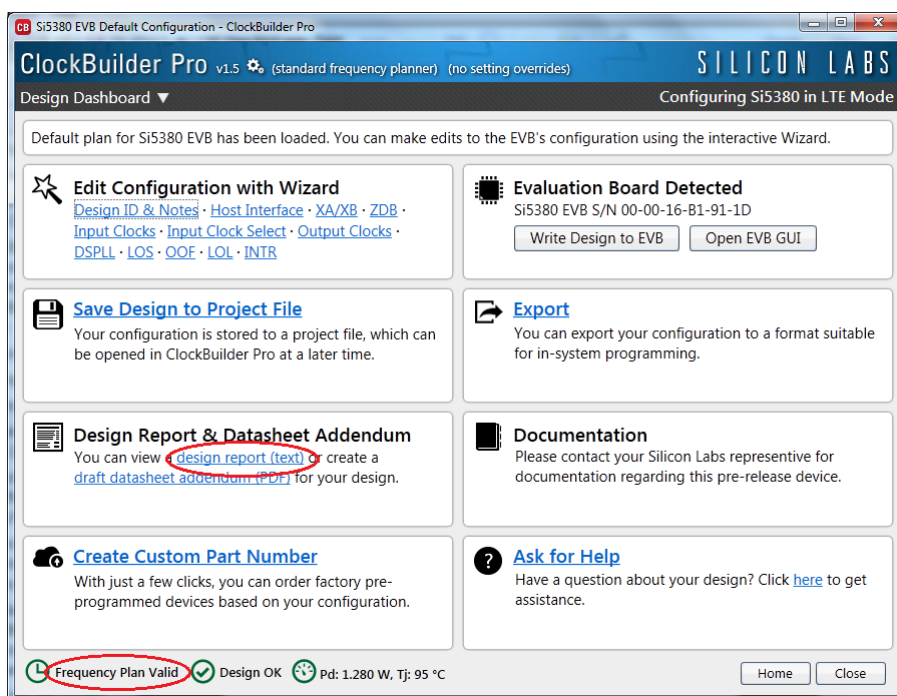 CB Si5380 EVB Default Configuration - ClockBuilder Pro
ClockBuilder Pro v1.5 (standard frequency planner) (no setting overrides) SILICON LABS
Design Dashboard ▼ Configuring Si5380 in LTE Mode
Default plan for Si5380 EVB has been loaded. You can make edits to the EVB's configuration using the interactive Wizard.
Edit Configuration with Wizard
Design ID & Notes · Host Interface · XA/XB · ZDB ·
Input Clocks · Input Clock Select · Output Clocks ·
DSPLL · LOS · OOF · LOL · INTR
Evaluation Board Detected
Si5380 EVB S/N 00-00-16-B1-91-1D
Write Design to EVB Open EVB GUI
Save Design to Project File
Your configuration is stored to a project file, which can
be opened in ClockBuilder Pro at a later time.
Export
You can export your configuration to a format suitable
for in-system programming.
Design Report & Datasheet Addendum
You can view a design report (text) or create a
draft datasheet addendum (PDF) for your design.
Documentation
Please contact your Silicon Labs representive for
documentation regarding this pre-release device.
Create Custom Part Number
With just a few clicks, you can order factory pre-
programmed devices based on your configuration.
? Ask for Help
Have a question about your design? Click here to get
assistance.
Frequency Plan Valid Design OK Pd: 1.280 W, Tj: 95 °C Home Close